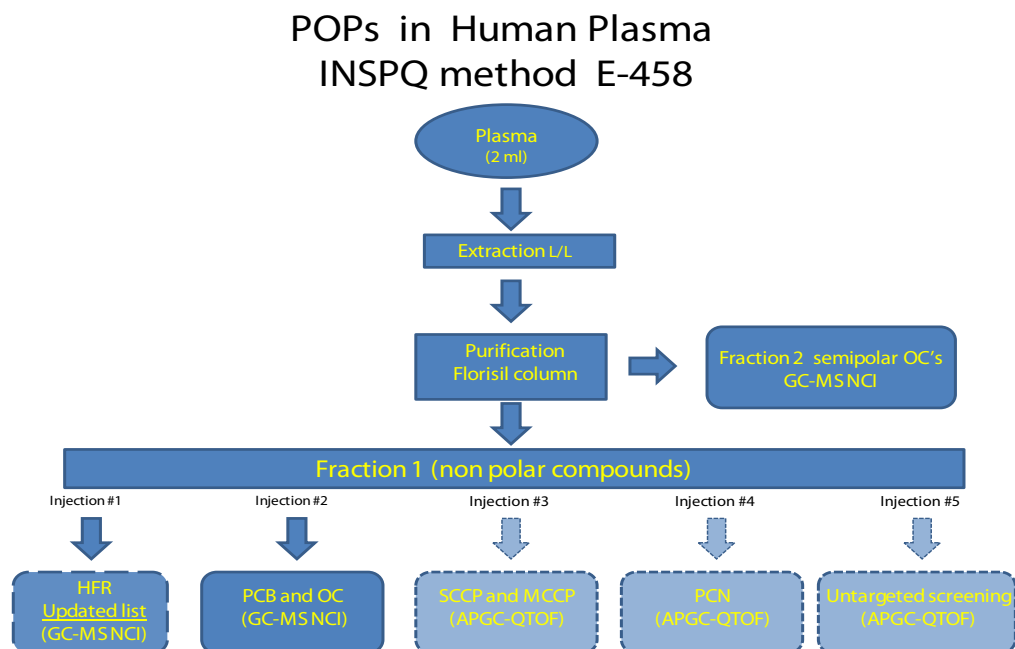 POPs in Human Plasma
INSPQ method E-458
Plasma
(2 ml)
Extraction L/L
Purification
Florisil column
Fraction 2 semipolar OC's
GC-MS NCI
Fraction 1 (non polar compounds)
Injection #1
Injection #2
Injection #3
Injection #4
Injection #5
HFR
Updated list
(GC-MS NCI)
PCB and OC
(GC-MS NCI)
SCCP and MCCP
(APGC-QTOF)
PCN
(APGC-QTOF)
Untargeted screening
(APGC-QTOF)